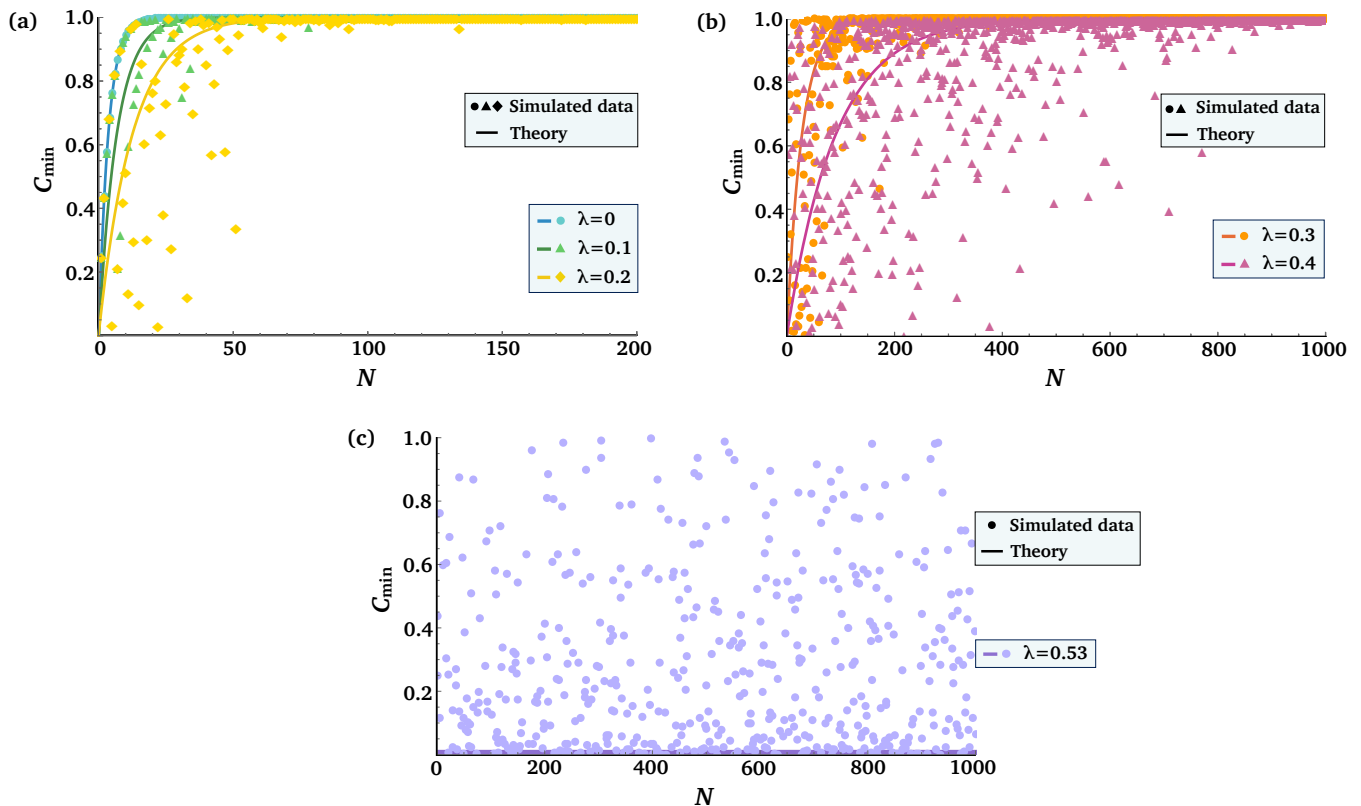 (a)
1.0
0.8
0.6
0.4
0.2
C min
0 50 100 150 200
N
Simulated data
Theory
λ=0
λ=0.1
λ=0.2
(b)
1.0
0.8
0.6
0.4
0.2
C min
0 200 400 600 800 1000
N
Simulated data
Theory
λ=0.3
λ=0.4
(c)
1.0
0.8
0.6
0.4
0.2
C min
0 200 400 600 800 1000
N
Simulated data
Theory
λ=0.53